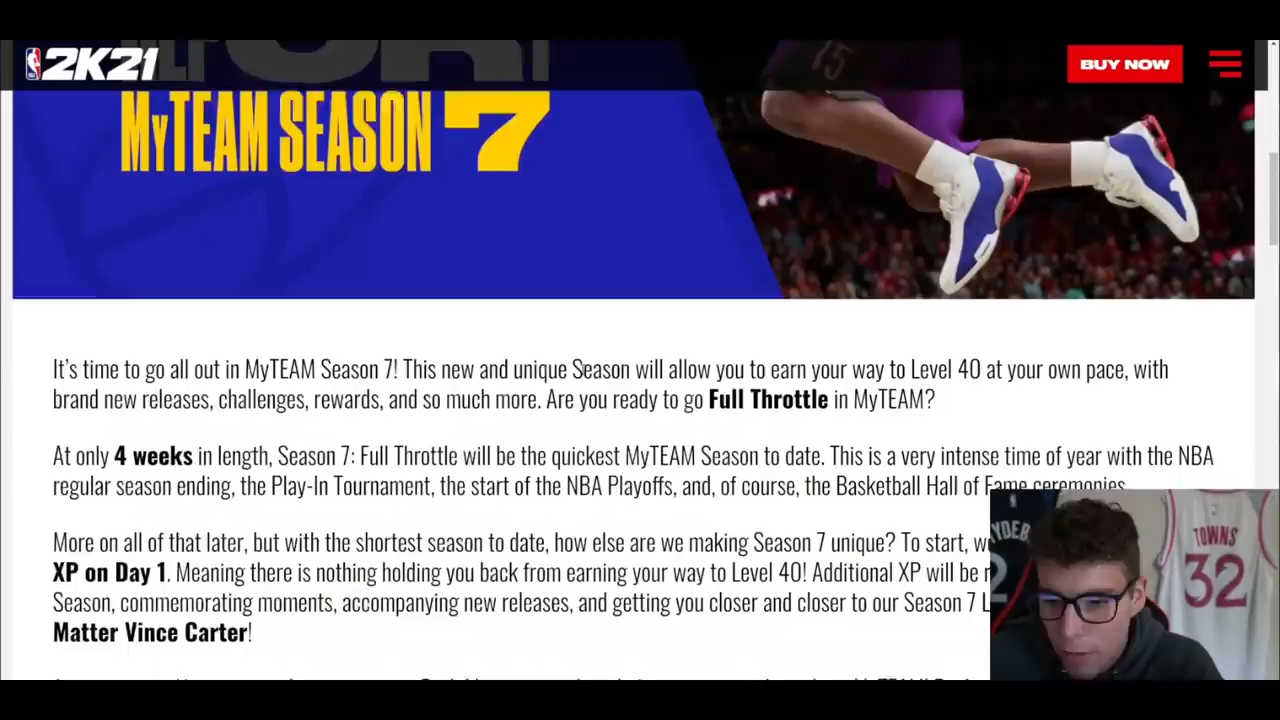 NBA 2K21
BUY NOW
MyTEAM SEASON 7
15
It's time to go all out in MyTEAM Season 7! This new and unique Season will allow you to earn your way to Level 40 at your own pace, with
brand new releases, challenges, rewards, and so much more. Are you ready to go Full Throttle in MyTEAM?
At only 4 weeks in length, Season 7: Full Throttle will be the quickest MyTEAM Season to date. This is a very intense time of year with the NBA
regular season ending, the Play-In Tournament, the start of the NBA Playoffs, and, of course, the Basketball Hall of Fame ceremonies.
More on all of that later, but with the shortest season to date, how else are we making Season 7 unique? To start, w
XP on Day 1. Meaning there is nothing holding you back from earning your way to Level 40! Additional XP will be
Season, commemorating moments, accompanying new releases, and getting you closer and closer to our Season 7 L
Matter Vince Carter!
TOWNS
32